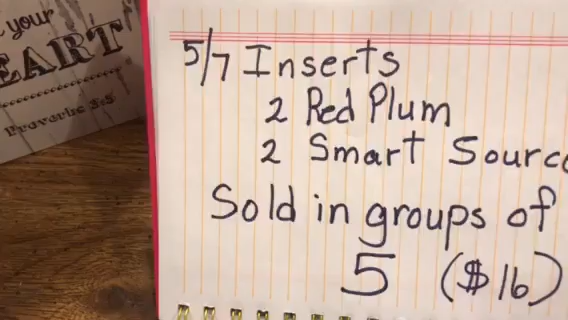 your
EART
Proverbs 3:5
5/7 Inserts
2 Red Plum
2 Smart Sourc
Sold in groups of
5 ($16)